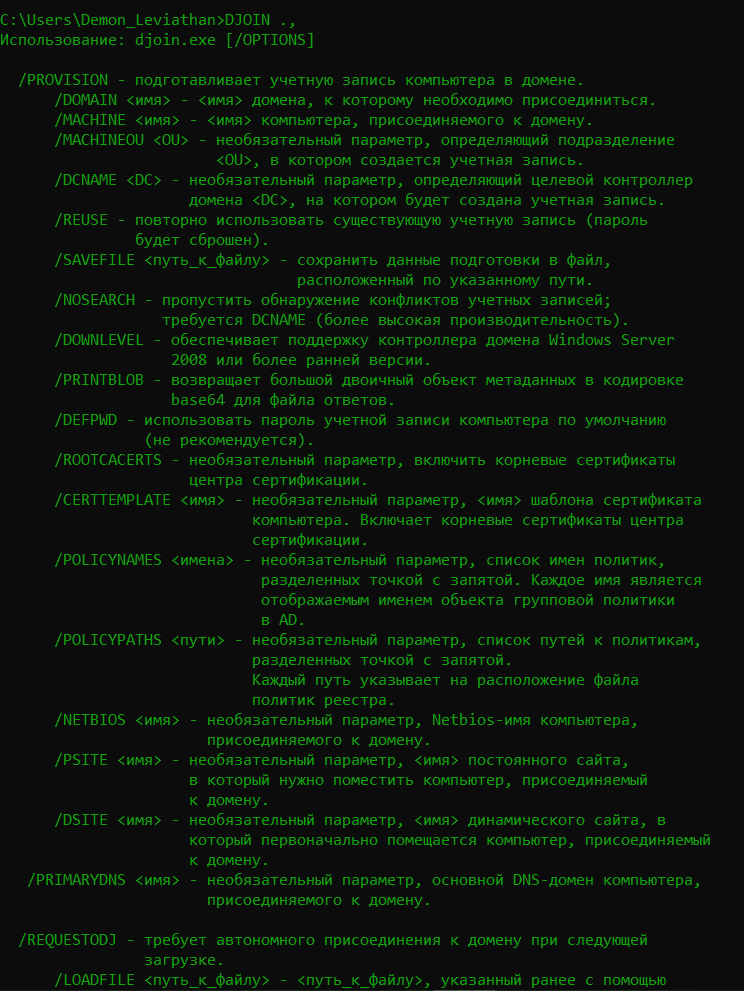 C:\Users\Demon_Leviathan>DJOIN .,
Использование: djoin.exe [/OPTIONS]
/PROVISION - подготавливает учетную запись компьютера в домене.
/DOMAIN <имя> - <имя> домена, к которому необходимо присоединиться.
/MACHINE <имя> - <имя> компьютера, присоединяемого к домену.
/MACHINEOU <OU> - необязательный параметр, определяющий подразделение
<OU>, в котором создается учетная запись.
/DCNAME <DC> - необязательный параметр, определяющий целевой контроллер
домена <DC>, на котором будет создана учетная запись.
/REUSE - повторно использовать существующую учетную запись (пароль
будет сброшен).
/SAVEFILE <путь_к_файлу> - сохранить данные подготовки в файл,
расположенный по указанному пути.
/NOSEARCH - пропустить обнаружение конфликтов учетных записей;
требуется DCNAME (более высокая производительность).
/DOWNLEVEL - обеспечивает поддержку контроллера домена Windows Server
2008 или более ранней версии.
/PRINTBLOB - возвращает большой двоичный объект метаданных в кодировке
base64 для файла ответов.
/DEFPWD - использовать пароль учетной записи компьютера по умолчанию
(не рекомендуется).
/ROOTCACERTS - необязательный параметр, включить корневые сертификаты
центра сертификации.
/CERTTEMPLATE <имя> - необязательный параметр, <имя> шаблона сертификата
компьютера. Включает корневые сертификаты центра
сертификации.
/POLICYNAMES <имена> - необязательный параметр, список имен политик,
разделенных точкой с запятой. Каждое имя является
отображаемым именем объекта групповой политики
в AD.
/POLICYPATHS <пути> - необязательный параметр, список путей к политикам,
разделенных точкой с запятой.
Каждый путь указывает на расположение файла
политик реестра.
/NETBIOS <имя> - необязательный параметр, Netbios-имя компьютера,
присоединяемого к домену.
/PSITE <имя> - необязательный параметр, <имя> постоянного сайта,
в который нужно поместить компьютер, присоединяемый
к домену.
/DSITE <имя> - необязательный параметр, <имя> динамического сайта, в
который первоначально помещается компьютер, присоединяемый
к домену.
/PRIMARYDNS <имя> - необязательный параметр, основной DNS-домен компьютера,
присоединяемого к домену.
/REQUESTODJ - требует автономного присоединения к домену при следующей
загрузке.
/LOADFILE <путь_к_файлу> - <путь_к_файлу>, указанный ранее с помощью